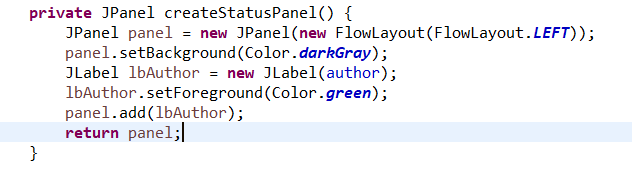 private JPanel createStatusPanel() {
    JPanel panel = new JPanel(new FlowLayout(FlowLayout.LEFT));
    panel.setBackground(Color.darkGray);
    JLabel lbAuthor = new JLabel(author);
    lbAuthor.setForeground(Color.green);
    panel.add(lbAuthor);
    return panel;
}